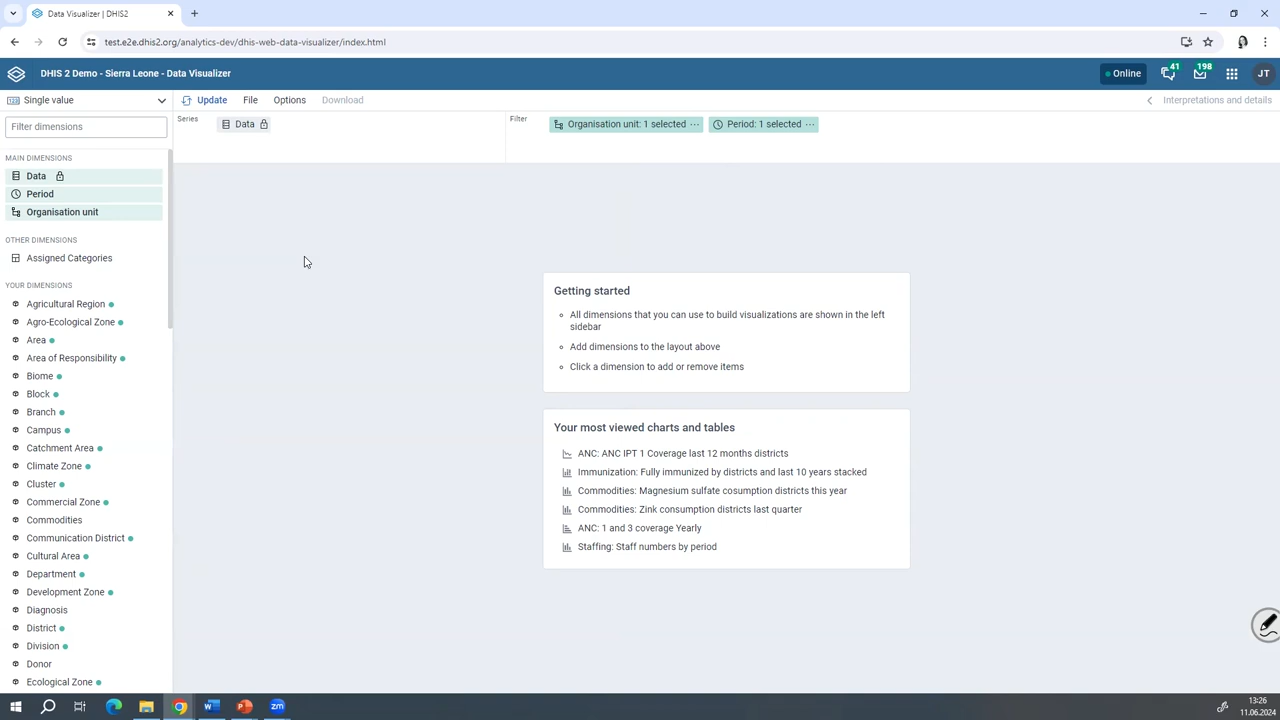 Data Visualizer | DHIS2
test.e2e.dhis2.org/analytics-dev/dhis-web-data-visualizer/index.html
DHIS 2 Demo - Sierra Leone - Data Visualizer
Online
41
198
JT
Single value
Update
File
Options
Download
Interpretations and details
Filter dimensions
Series
Data
Filter
Organisation unit: 1 selected
Period: 1 selected
MAIN DIMENSIONS
Data
Period
Organisation unit
OTHER DIMENSIONS
Assigned Categories
YOUR DIMENSIONS
Agricultural Region
Agro-Ecological Zone
Area
Area of Responsibility
Biome
Block
Branch
Campus
Catchment Area
Climate Zone
Cluster
Commercial Zone
Commodities
Communication District
Cultural Area
Department
Development Zone
Diagnosis
District
Division
Donor
Ecological Zone
Getting started
All dimensions that you can use to build visualizations are shown in the left
sidebar
Add dimensions to the layout above
Click a dimension to add or remove items
Your most viewed charts and tables
ANC: ANC IPT 1 Coverage last 12 months districts
Immunization: Fully immunized by districts and last 10 years stacked
Commodities: Magnesium sulfate cosumption districts this year
Commodities: Zink consumption districts last quarter
ANC: 1 and 3 coverage Yearly
Staffing: Staff numbers by period
13:26
11.06.2024